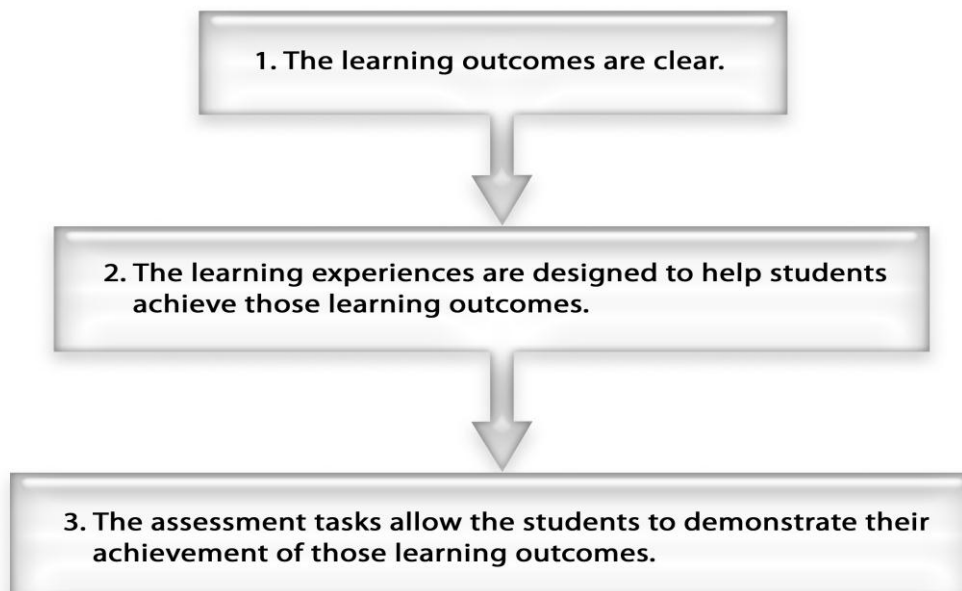 1. The learning outcomes are clear.
2. The learning experiences are designed to help students
achieve those learning outcomes.
3. The assessment tasks allow the students to demonstrate their
achievement of those learning outcomes.